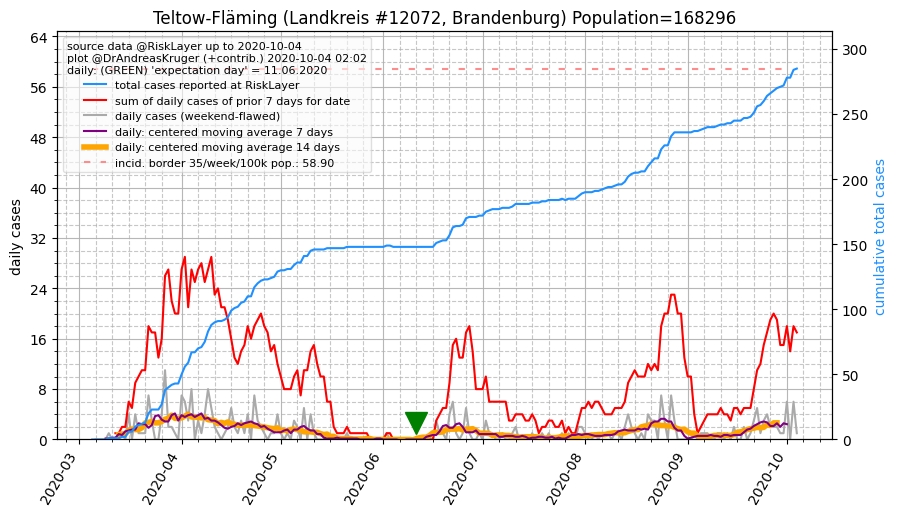 Teltow-Fläming (Landkreis #12072, Brandenburg) Population=168296
source data @RiskLayer up to 2020-10-04
plot @DrAndreasKruger (+contrib.) 2020-10-04 02:02
daily: (GREEN) 'expectation day' = 11.06.2020
total cases reported at RiskLayer
sum of daily cases of prior 7 days for date
daily cases (weekend-flawed)
daily: centered moving average 7 days
daily: centered moving average 14 days
incid. border 35/week/100k pop.: 58.90
daily cases
64
56
48
40
32
24
16
8
0
300
250
200
150
100
50
0
cumulative total cases
2020-03
2020-04
2020-05
2020-06
2020-07
2020-08
2020-09
2020-10